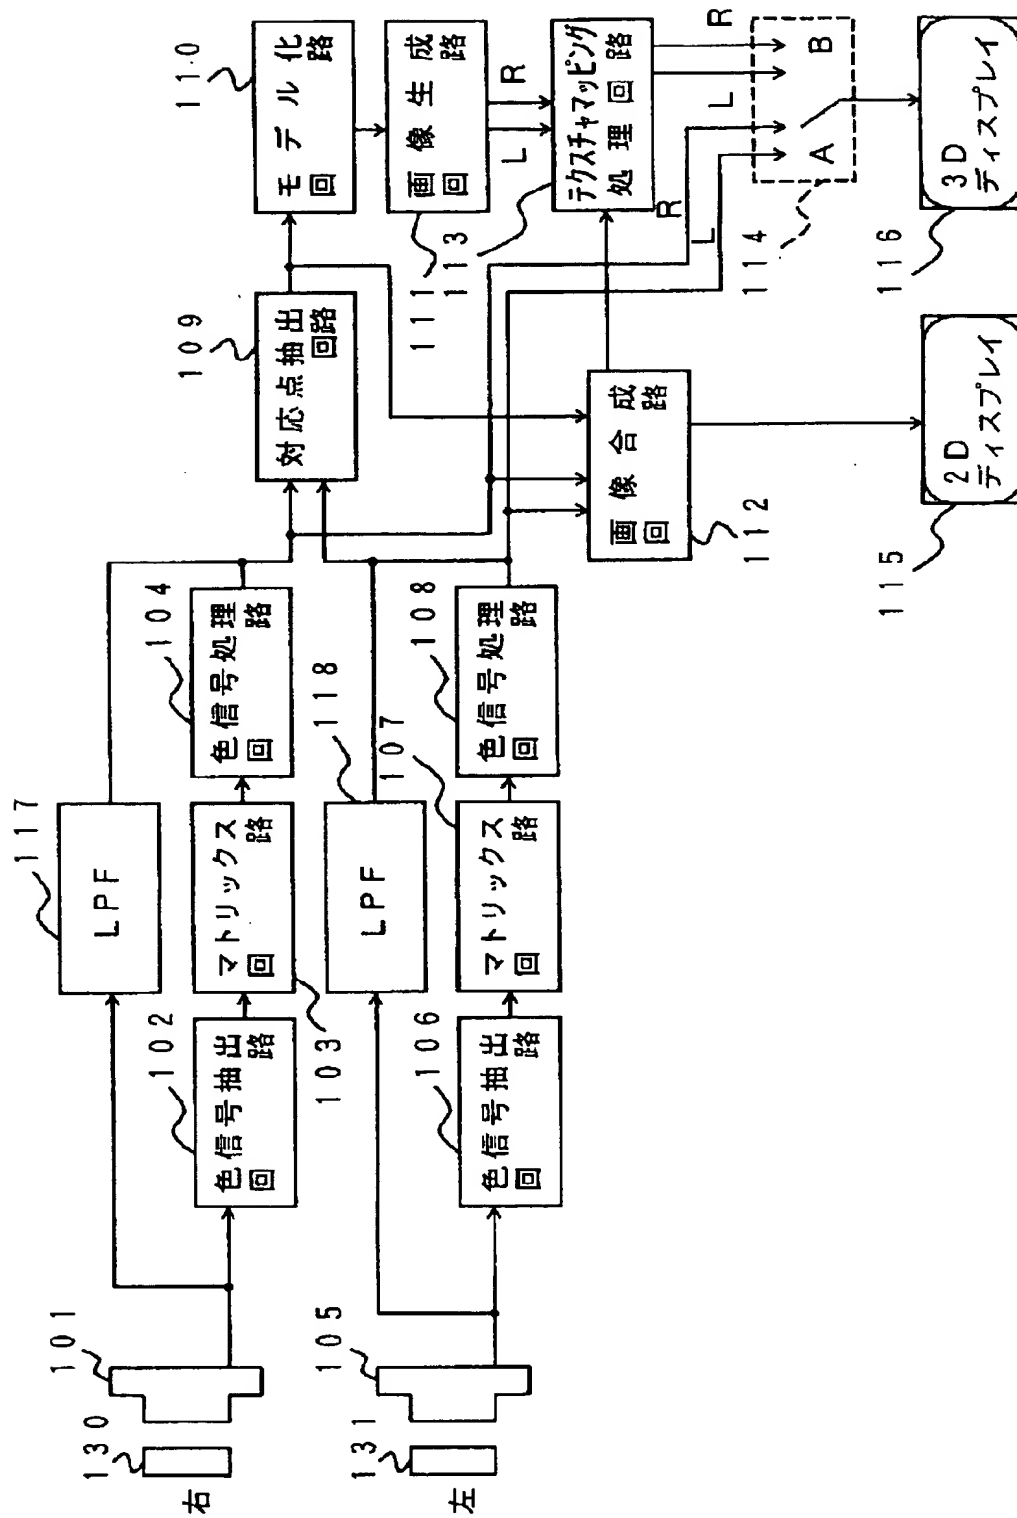 右
130
101
117
LPF
102
色信号抽出
回路
マトリックス
回路
103
104
色信号処理
回路
左
131
105
118
LPF
106
色信号抽出
回路
107
マトリックス
回路
108
色信号処理
回路
109
対応点抽出
回路
110
モデル化
回路
111
画像生成
回路
L
R
112
画像合成
回路
113
テクスチャマッピング
処理回路
R
L
L
R
A
B
114
115
2D
ディスプレイ
116
3D
ディスプレイ